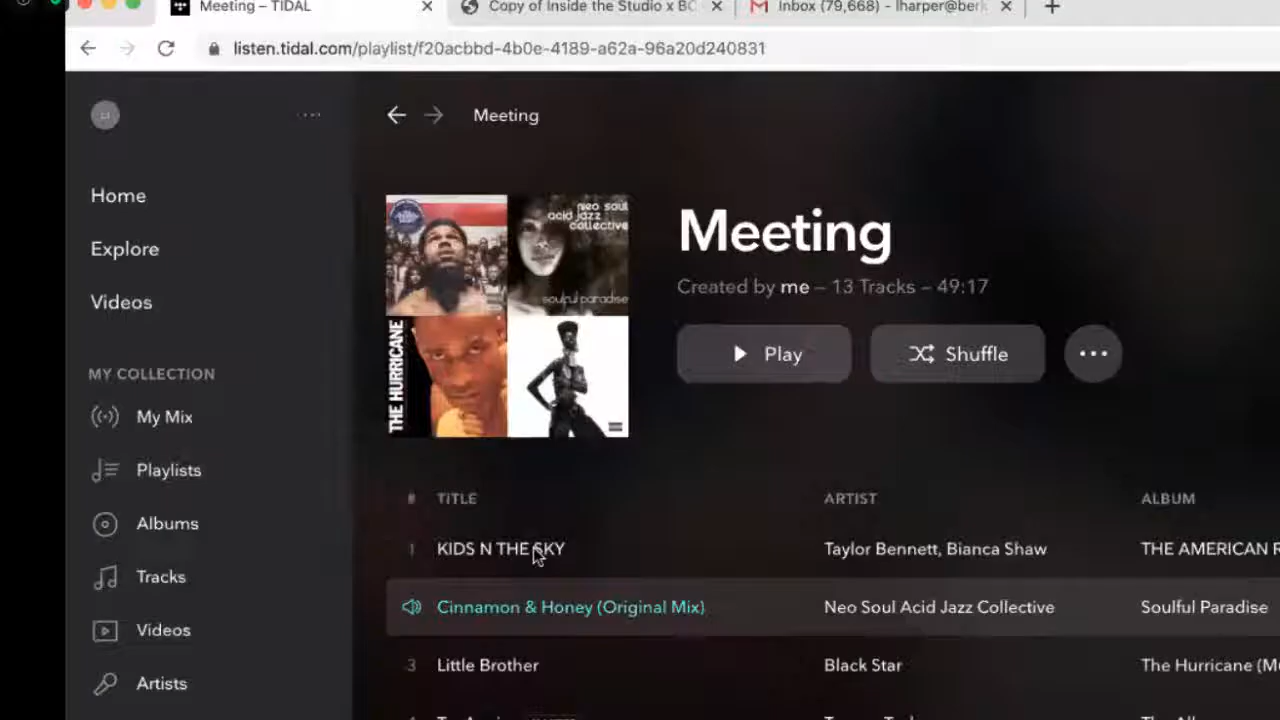 Meeting – TIDAL
Copy of Inside the Studio x BC
Inbox (79,668) – lharper@berk
listen.tidal.com/playlist/f20acbbd-4b0e-4189-a62a-96a20d240831
Meeting
Home
Explore
Videos
MY COLLECTION
My Mix
Playlists
Albums
Tracks
Videos
Artists
neo soul
acid jazz
collective
soulful paradise
THE HURRICANE
Meeting
Created by me – 13 Tracks – 49:17
Play
Shuffle
# TITLE ARTIST ALBUM
1 KIDS N THE SKY Taylor Bennett, Bianca Shaw THE AMERICAN R
Cinnamon & Honey (Original Mix) Neo Soul Acid Jazz Collective Soulful Paradise
3 Little Brother Black Star The Hurricane (M